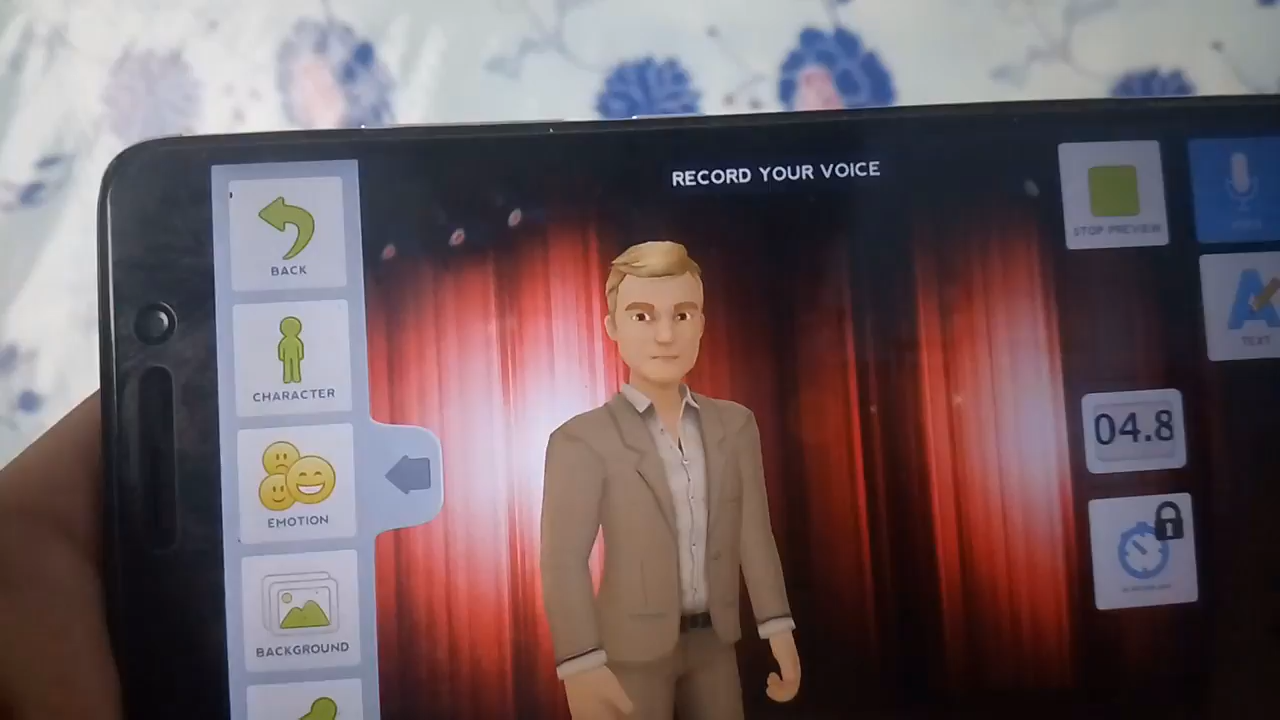 RECORD YOUR VOICE
STOP PREVIEW
BACK
CHARACTER
TEXT
04.8
EMOTION
BACKGROUND